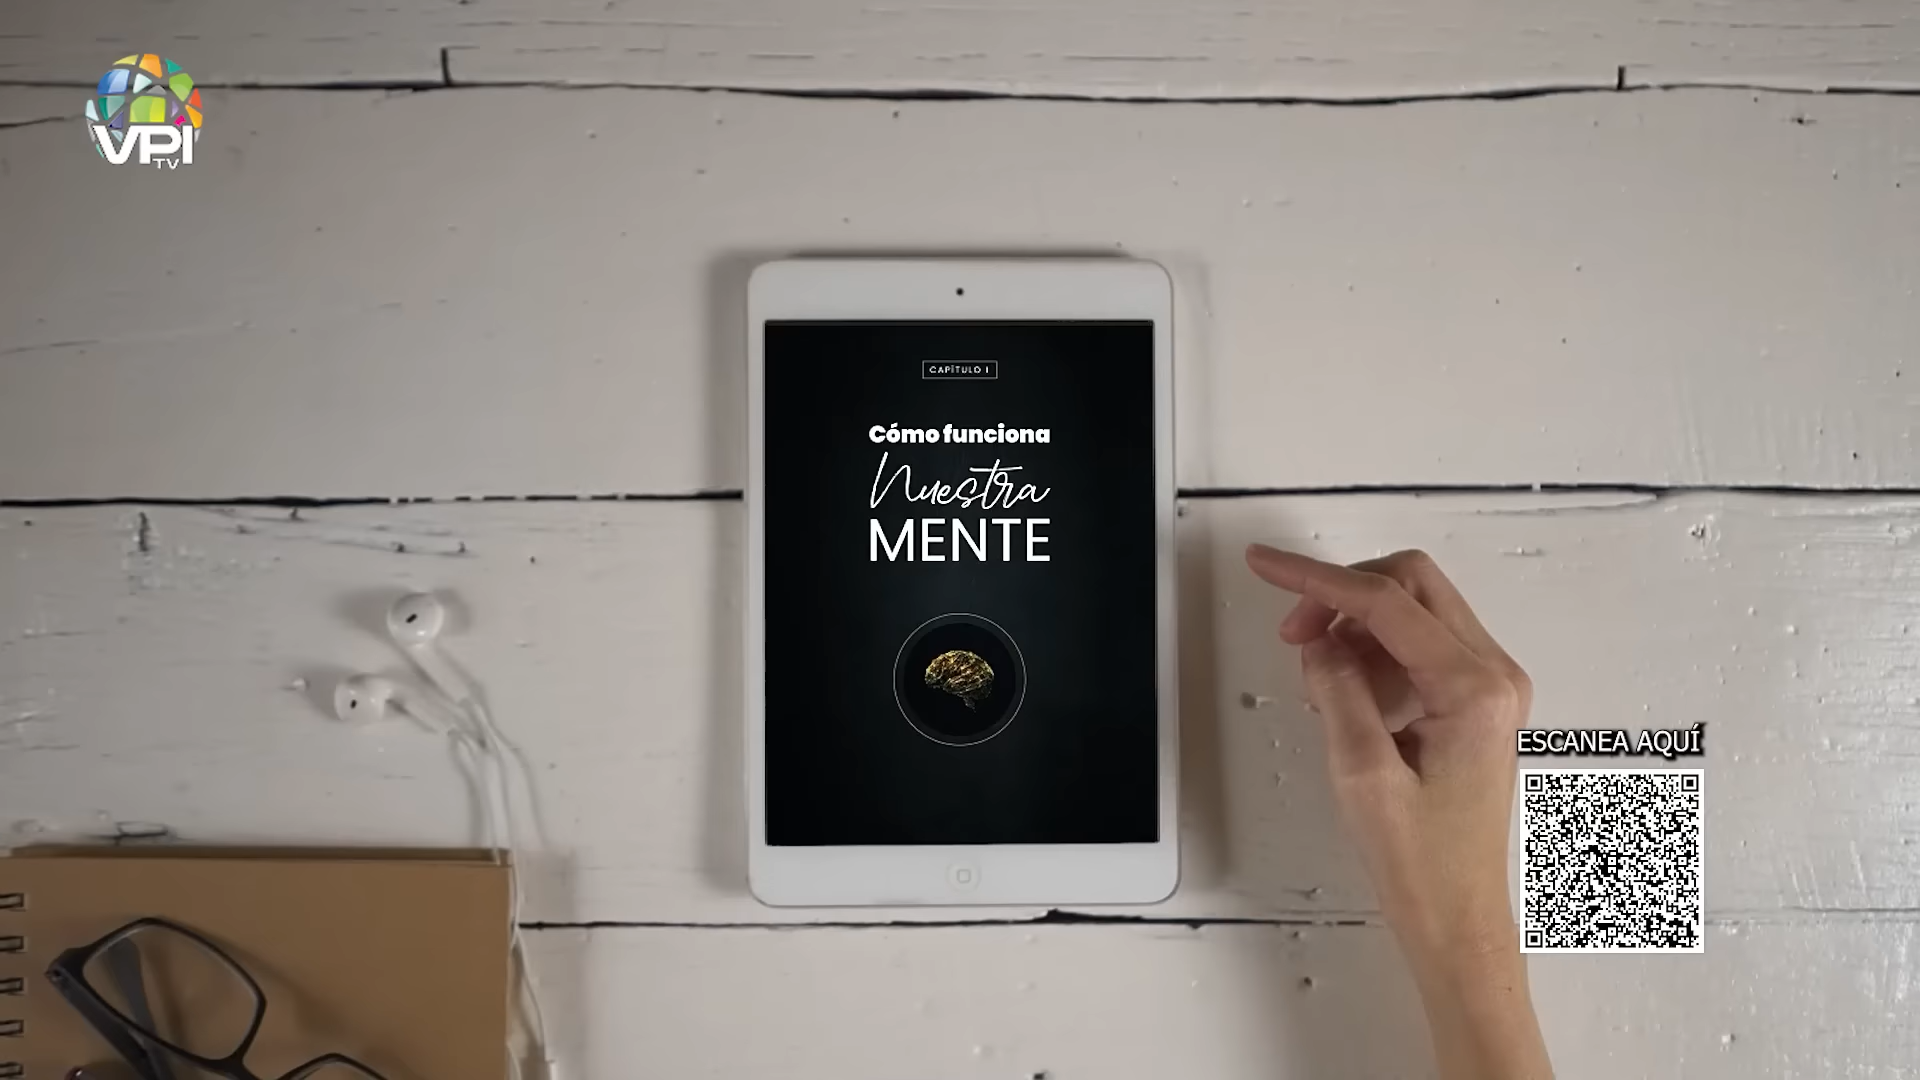 VPI
TV
CAPÍTULO I
Cómo funciona
Nuestra
MENTE
ESCANEA AQUÍ